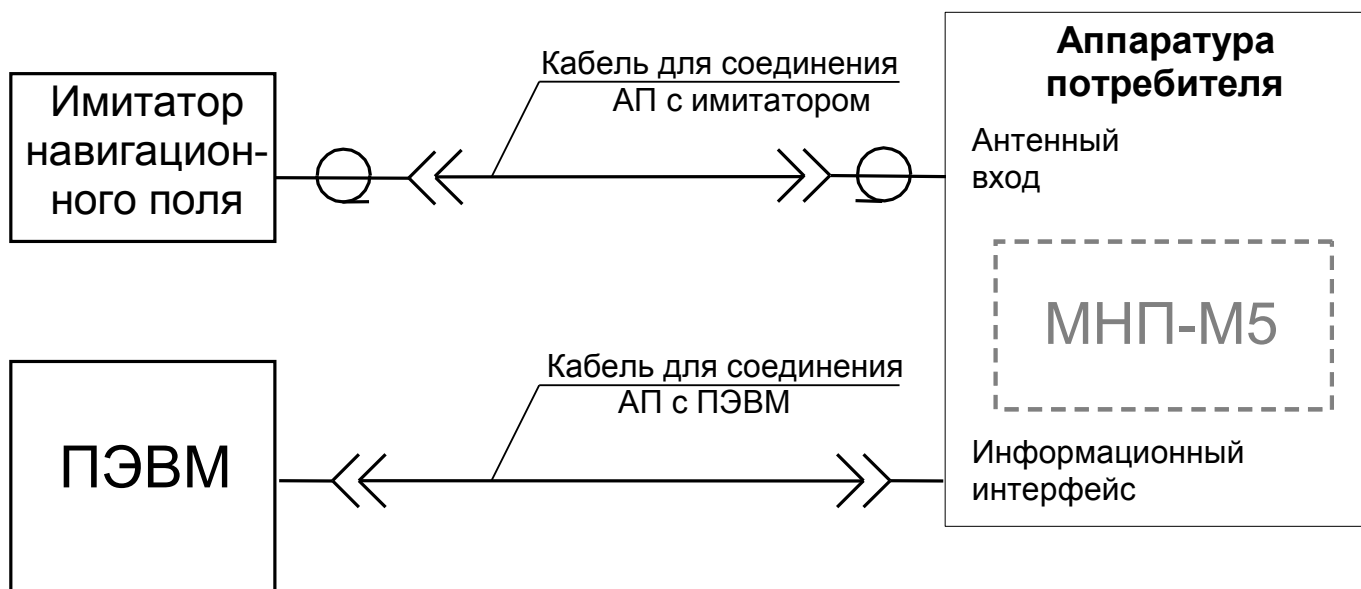 Имитатор
навигацион-
ного поля
Кабель для соединения
АП с имитатором
Аппаратура
потребителя
Антенный
вход
МНП-М5
ПЭВМ
Кабель для соединения
АП с ПЭВМ
Информационный
интерфейс